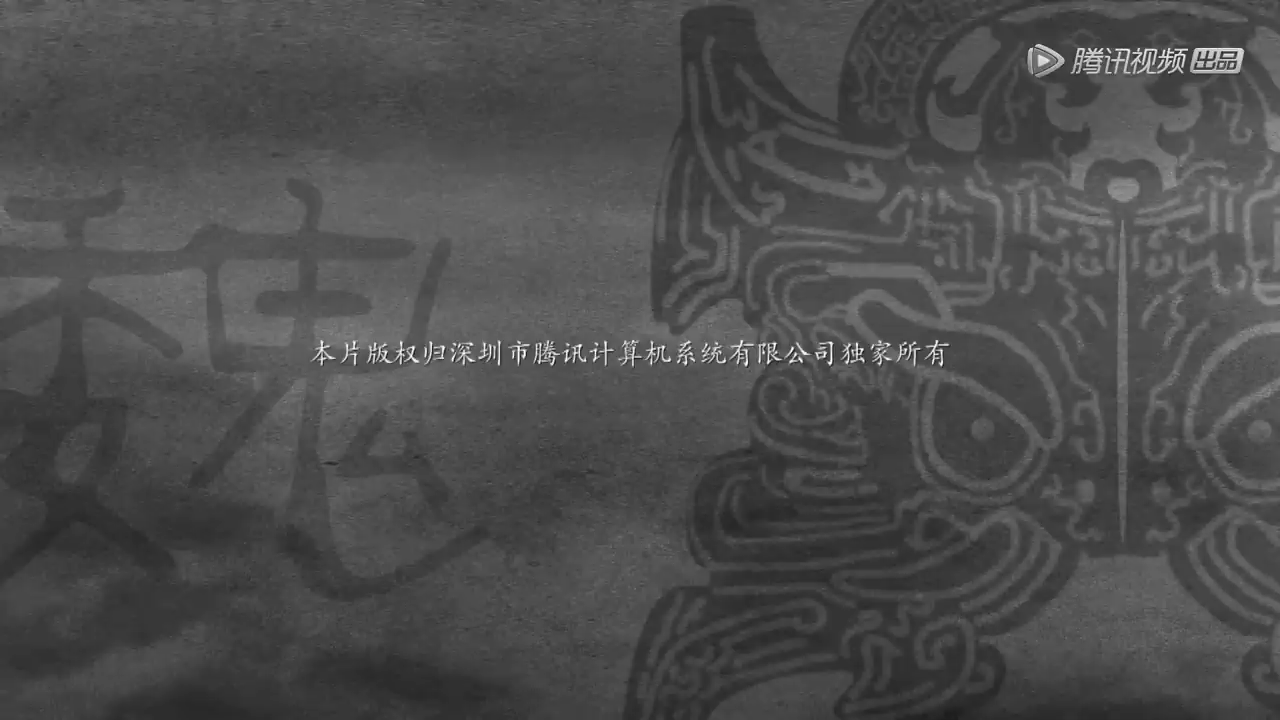 腾讯视频 出品
魏
本片版权归深圳市腾讯计算机系统有限公司独家所有